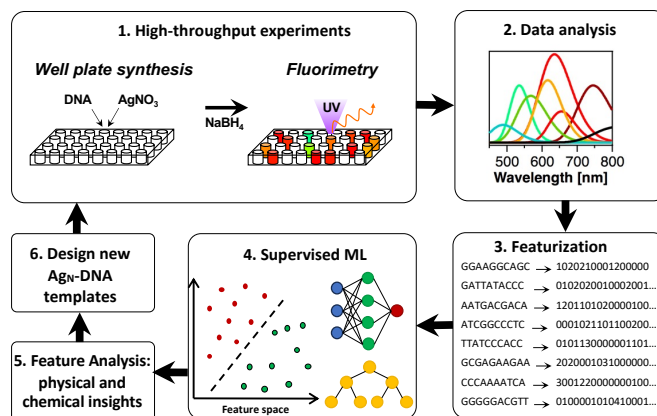 1. High-throughput experiments
Well plate synthesis
Fluorimetry
DNA
AgNO3
NaBH4
UV
2. Data analysis
500
600
700
800
Wavelength [nm]
3. Featurization
GGAAGGCAGC → 1020210001200000
GATTATACCC → 0102020010002001...
AATGACGACA → 1201101020000100...
ATCGGCCCTC → 0001021101100200...
TTATCCCACC → 0101130000001101...
GCGAGAAGAA → 2020001031000000...
CCCAAAATCA → 3001220000000100...
GGGGGACGTT → 0100001010410001...
4. Supervised ML
Feature space
5. Feature Analysis:
physical and
chemical insights
6. Design new
AgN-DNA
templates